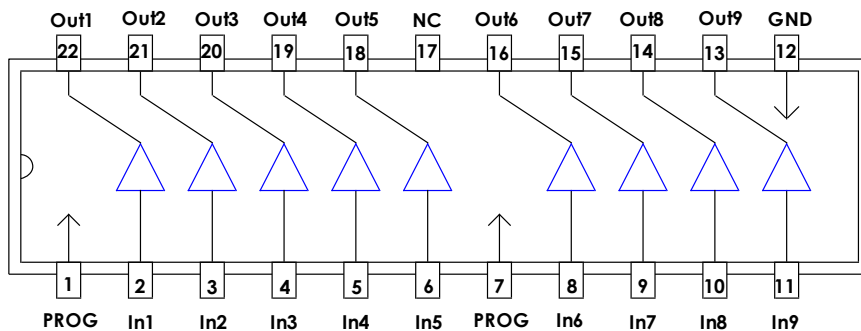 Out1 Out2 Out3 Out4 Out5 NC Out6 Out7 Out8 Out9 GND
22 21 20 19 18 17 16 15 14 13 12
1 2 3 4 5 6 7 8 9 10 11
PROG In1 In2 In3 In4 In5 PROG In6 In7 In8 In9